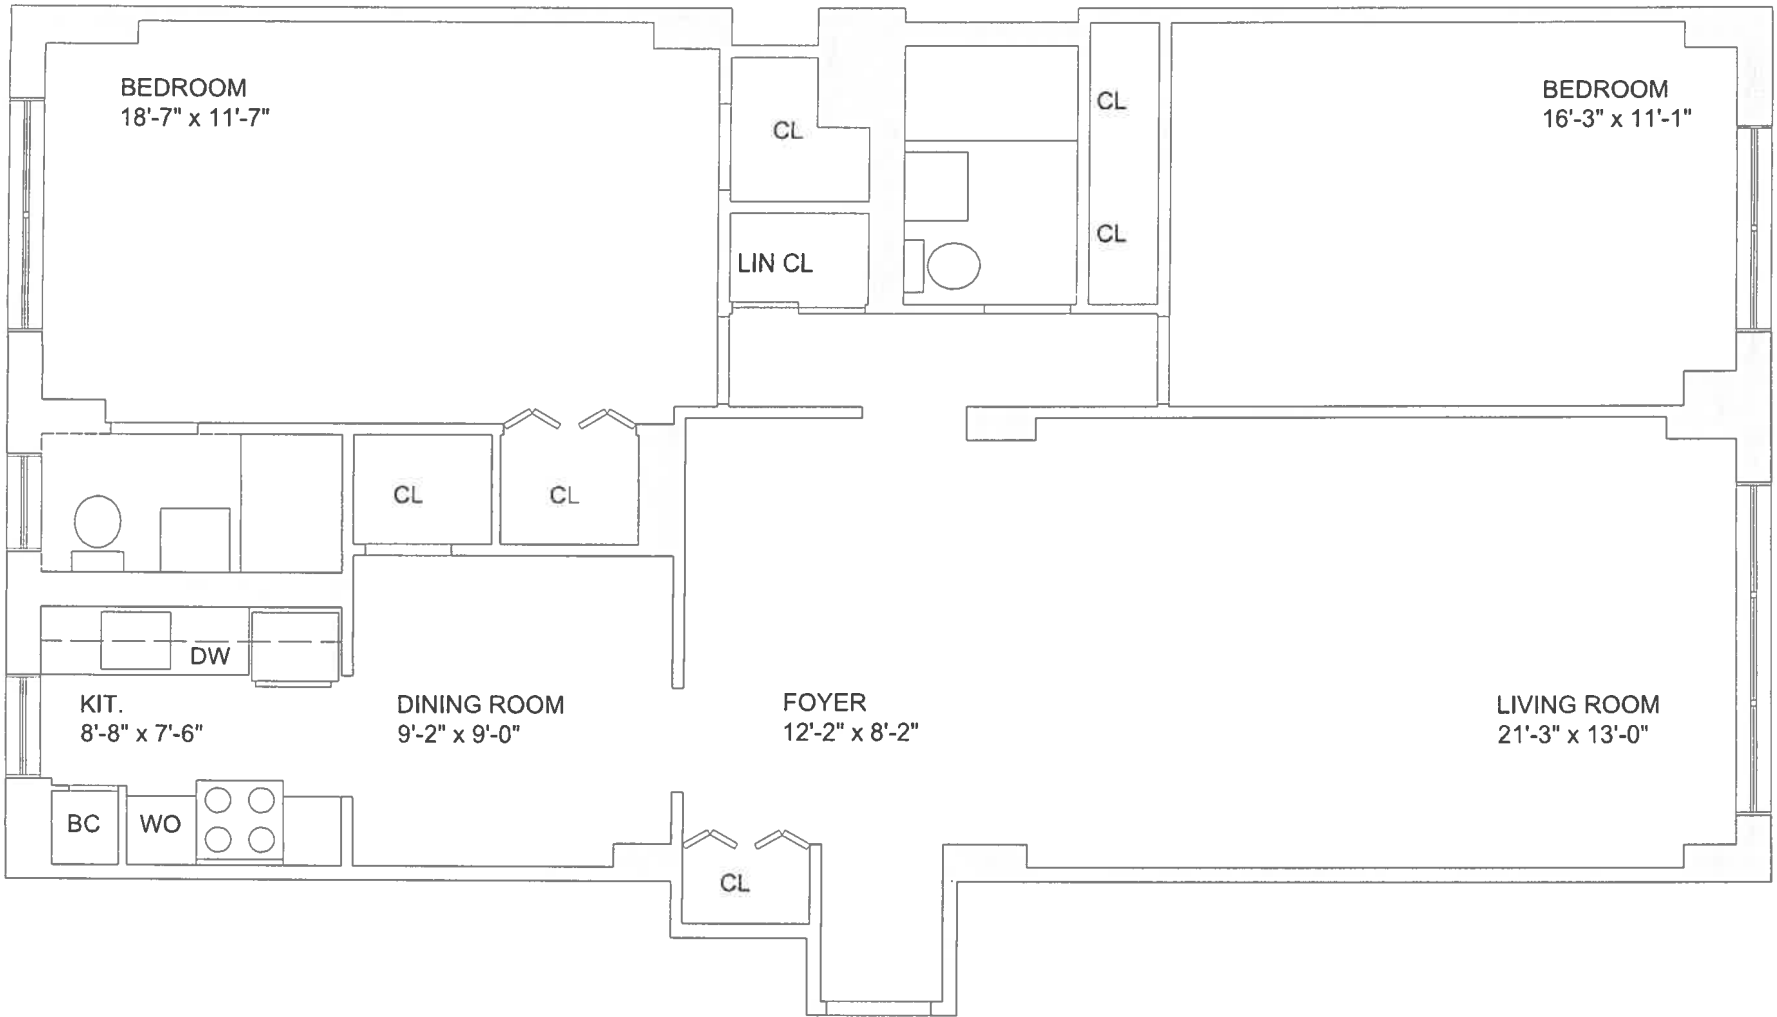 BEDROOM
18'-7" x 11'-7"
CL
LIN CL
CL
CL
BEDROOM
16'-3" x 11'-1"
CL
CL
DW
KIT.
8'-8" x 7'-6"
DINING ROOM
9'-2" x 9'-0"
FOYER
12'-2" x 8'-2"
LIVING ROOM
21'-3" x 13'-0"
BC
WO
CL